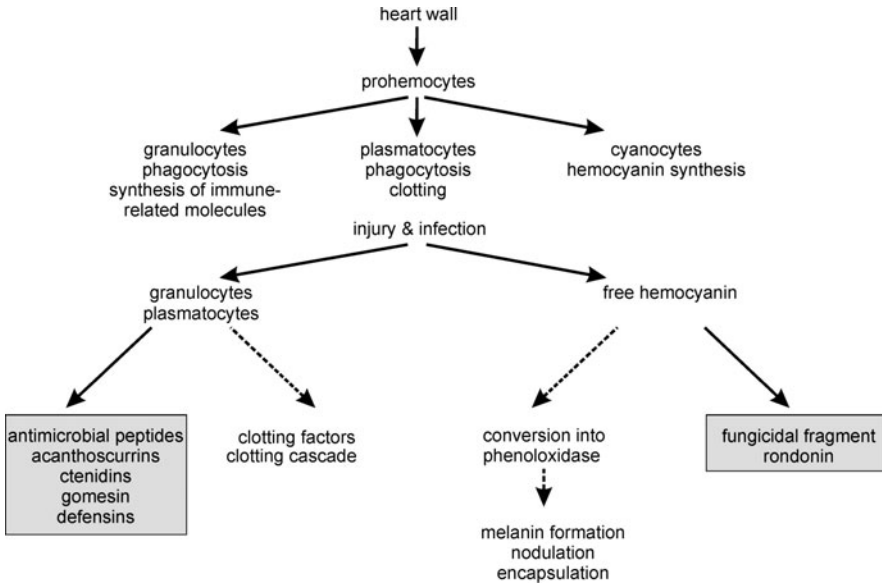 heart wall
prohemocytes
granulocytes
phagocytosis
synthesis of immune-
related molecules
plasmatocytes
phagocytosis
clotting
cyanocytes
hemocyanin synthesis
injury & infection
granulocytes
plasmatocytes
free hemocyanin
antimicrobial peptides
acanthoscurrins
ctenidins
gomesin
defensins
clotting factors
clotting cascade
conversion into
phenoloxidase
fungicidal fragment
rondonin
melanin formation
nodulation
encapsulation